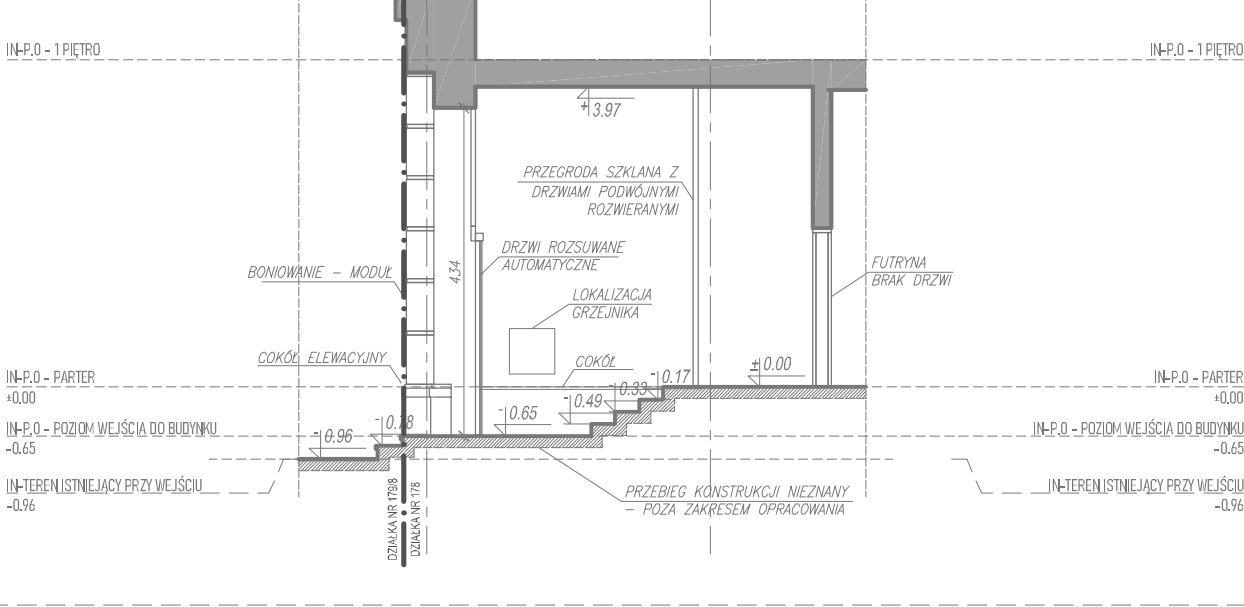 IN-P.0 - 1 PIĘTRO
IN-P.0 - 1 PIĘTRO
+3.97
PRZEGRODA SZKLANA Z
DRZWIAMI PODWÓJNYMI
ROZWIERANYMI
DRZWI ROZSUWANE
AUTOMATYCZNE
434
BONIOWANIE - MODUŁ
FUTRYNA
BRAK DRZWI
LOKALIZACJA
GRZEJNIKA
COKÓŁ ELEWACYJNY
COKÓŁ
±0.00
IN-P.0 - PARTER
±0.00
-0.17
-0.33
-0.49
-0.65
-0.78
-0.96
IN-P.0 - PARTER
±0.00
IN-P.0 - POZIOM WEJŚCIA DO BUDYNKU
-0.65
IN-P.0 - POZIOM WEJŚCIA DO BUDYNKU
-0.65
IN-TEREN ISTNIEJĄCY PRZY WEJŚCIU
-0.96
PRZEBIEG KONSTRUKCJI NIEZNANY
- POZA ZAKRESEM OPRACOWANIA
IN-TEREN ISTNIEJĄCY PRZY WEJŚCIU
-0.96
DZIAŁKA NR 179/8
DZIAŁKA NR 178